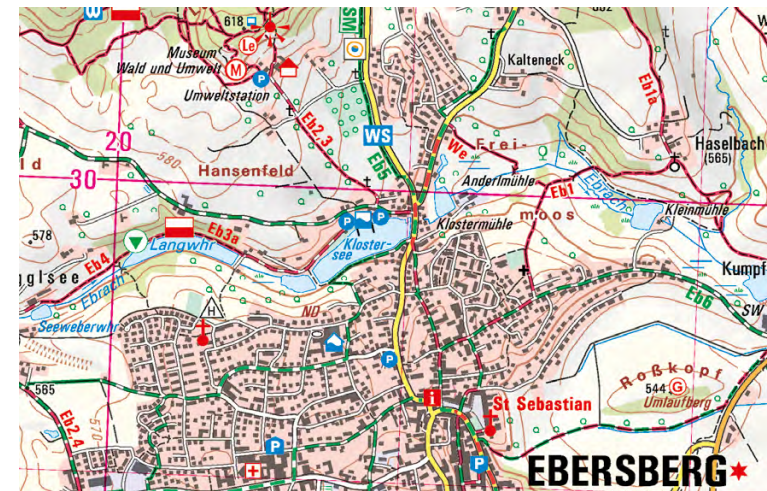 W
618
Le
SM
Museum
Wald und Umwelt
M
P
Umweltstation
Kalteneck
Eb1a
Eb2,3
WS
We
Eb5
Frei-
Haselbach
(565)
20
580
Hansenfeld
ld
30
Anderlmühle
Eb1
Ebrach
Kleinmühle
moos
P
P
Klostermühle
578
Eb3a
Langwhr
Kloster-
see
Eb4
gglsee
Ebrach
Kumpf
Eb6
SW
Seeweberwhr
H
ND
P
Roßkopf
544
G
Umlaufberg
565
i
St Sebastian
Eb2,4
570
P
P
EBERSBERG